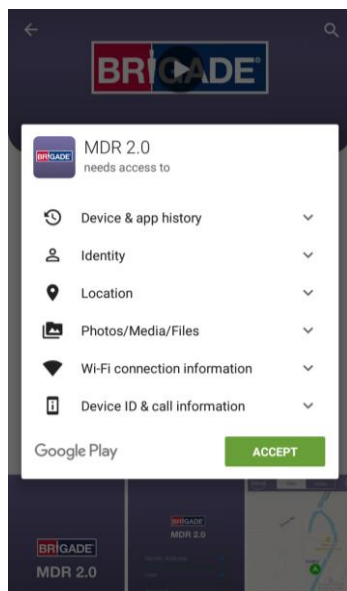 BRIGADE
BRIGADE
MDR 2.0
needs access to
Device & app history
Identity
Location
Photos/Media/Files
Wi-Fi connection information
Device ID & call information
Google Play
ACCEPT
BRIGADE
MDR 2.0
BRIGADE
MDR 2.0